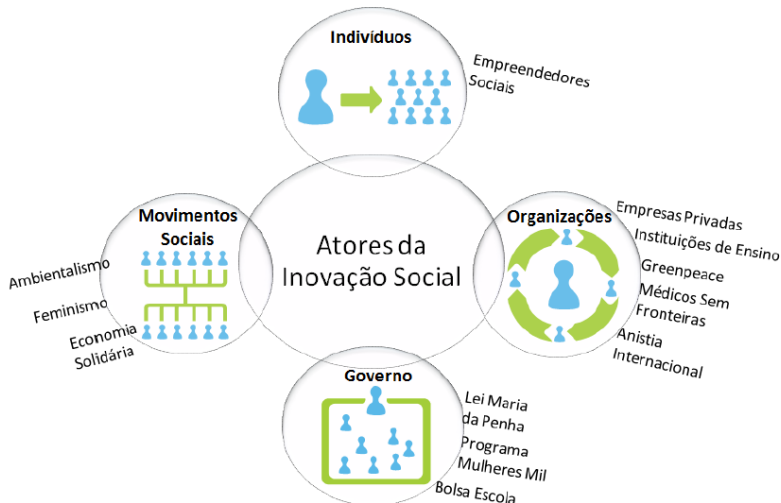 Indivíduos
Empreendedores
Sociais
Movimentos
Sociais
Ambientalismo
Feminismo
Economia
Solidária
Atores da
Inovação Social
Organizações
Empresas Privadas
Instituições de Ensino
Greenpeace
Médicos Sem
Fronteiras
Anistia
Internacional
Governo
Lei Maria
da Penha
Programa
Mulheres Mil
Bolsa Escola